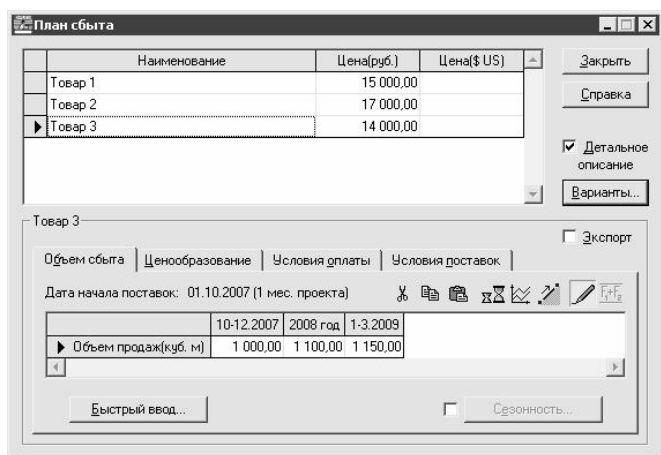 План сбыта
Наименование Цена(руб.) Цена($ US)
Товар 1 15 000,00
Товар 2 17 000,00
Товар 3 14 000,00
Закрыть
Справка
Детальное
описание
Варианты...
Товар 3
Экспорт
Объем сбыта Ценообразование Условия оплаты Условия поставок
Дата начала поставок: 01.10.2007 (1 мес. проекта)
10-12.2007 2008 год 1-3.2009
Объем продаж(куб. м) 1 000,00 1 100,00 1 150,00
Быстрый ввод... Сезонность...